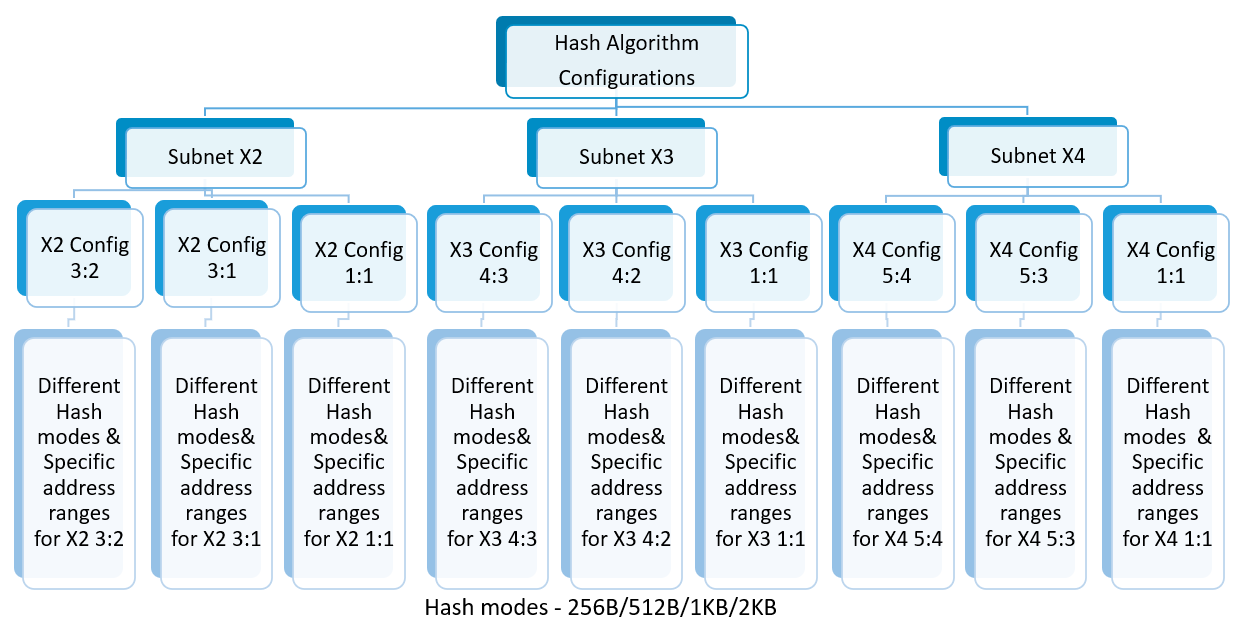 Hash Algorithm
Configurations
Subnet X2
Subnet X3
Subnet X4
X2 Config
3:2
X2 Config
3:1
X2 Config
1:1
X3 Config
4:3
X3 Config
4:2
X3 Config
1:1
X4 Config
5:4
X4 Config
5:3
X4 Config
1:1
Different
Hash
modes &
Specific
address
ranges
for X2 3:2
Different
Hash
modes&
Specific
address
ranges
for X2 3:1
Different
Hash
modes&
Specific
address
ranges
for X2 1:1
Different
Hash
modes&
Specific
address
ranges
for X3 4:3
Different
Hash
modes&
Specific
address
ranges
for X3 4:2
Different
Hash
modes&
Specific
address
ranges
for X3 1:1
Different
Hash
modes&
Specific
address
ranges
for X4 5:4
Different
Hash
modes &
Specific
address
ranges
for X4 5:3
Different
Hash
modes  &
Specific
address
ranges
for X4 1:1
Hash modes - 256B/512B/1KB/2KB